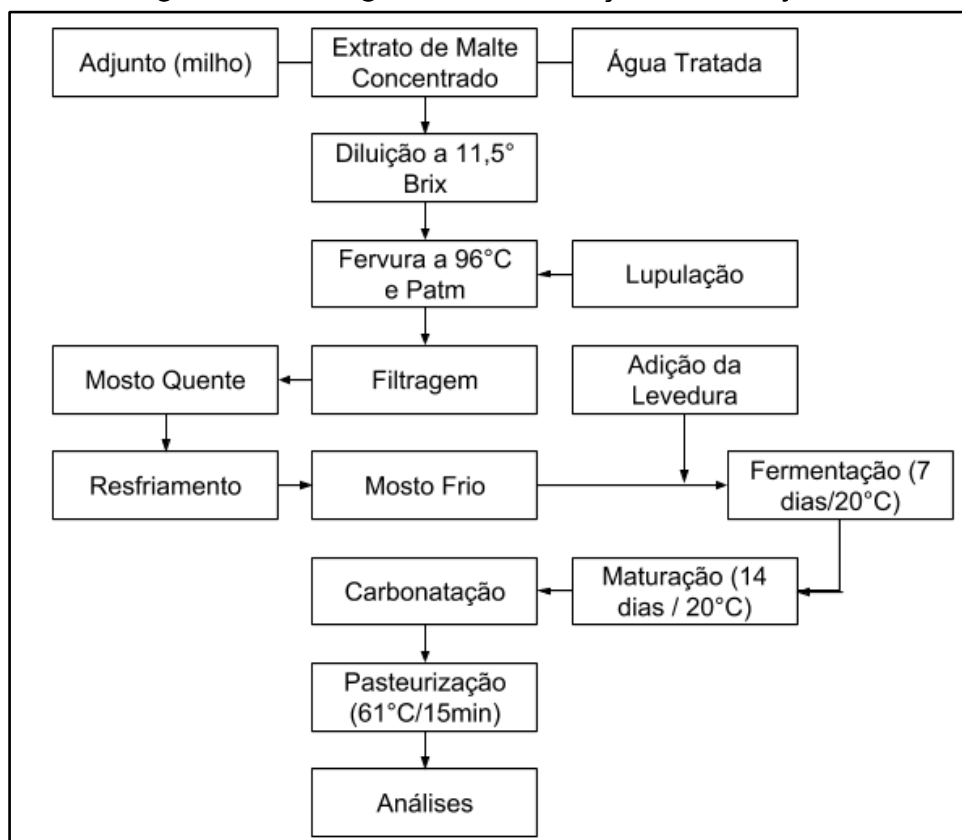 Adjunto (milho)
Extrato de Malte
Concentrado
Água Tratada
Diluição a 11,5°
Brix
Fervura a 96°C
e Patm
Lupulação
Mosto Quente
Filtragem
Adição da
Levedura
Resfriamento
Mosto Frio
Fermentação (7
dias/20°C)
Carbonatação
Maturação (14
dias / 20°C)
Pasteurização
(61°C/15min)
Análises